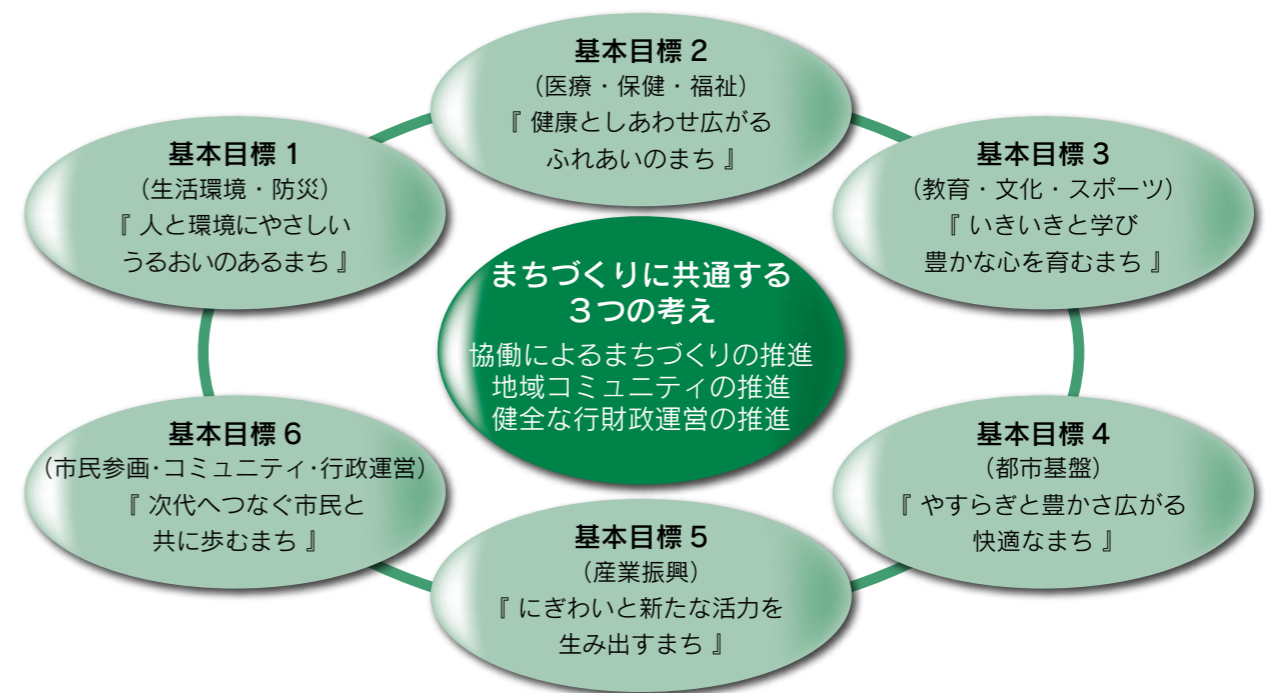 基本目標 1
（生活環境・防災）
『 人と環境にやさしい
うるおいのあるまち 』
基本目標 2
（医療・保健・福祉）
『 健康としあわせ広がる
ふれあいのまち 』
基本目標 3
（教育・文化・スポーツ）
『 いきいきと学び
豊かな心を育むまち 』
まちづくりに共通する
３つの考え
協働によるまちづくりの推進
地域コミュニティの推進
健全な行財政運営の推進
基本目標 4
（都市基盤）
『 やすらぎと豊かさ広がる
快適なまち 』
基本目標 5
（産業振興）
『 にぎわいと新たな活力を
生み出すまち 』
基本目標 6
（市民参画・コミュニティ・行政運営）
『 次代へつなぐ市民と
共に歩むまち 』